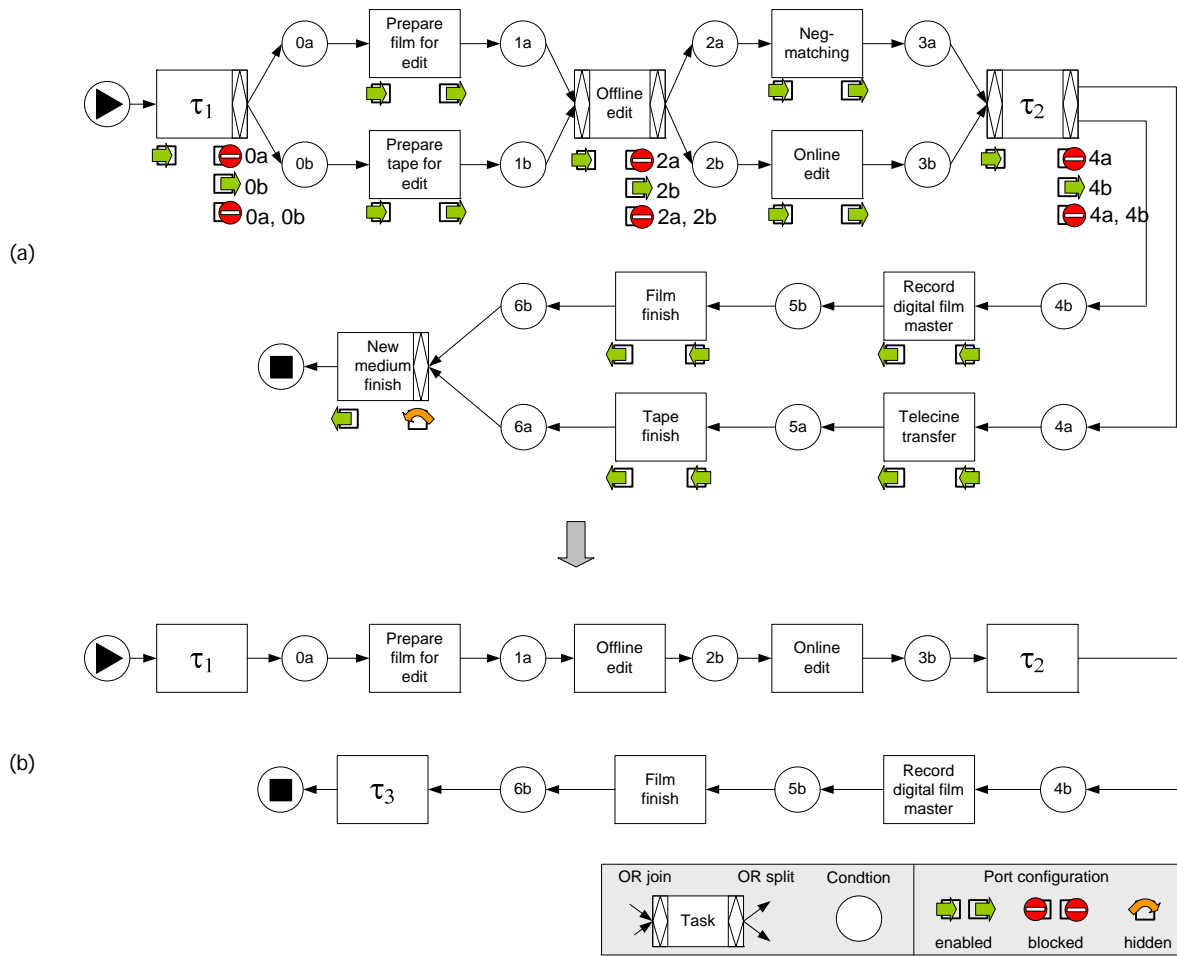 0a
Prepare
film for
edit
1a
2a
Neg-
matching
3a
τ1
Offline
edit
τ2
0b
Prepare
tape for
edit
1b
2b
Online
edit
3b
0a
0b
0a, 0b
2a
2b
2a, 2b
4a
4b
4a, 4b
(a)
6b
Film
finish
5b
Record
digital film
master
4b
New
medium
finish
6a
Tape
finish
5a
Telecine
transfer
4a
τ1
0a
Prepare
film for
edit
1a
Offline
edit
2b
Online
edit
3b
τ2
(b)
τ3
6b
Film
finish
5b
Record
digital film
master
4b
OR join
OR split
Condtion
Port configuration
Task
enabled
blocked
hidden